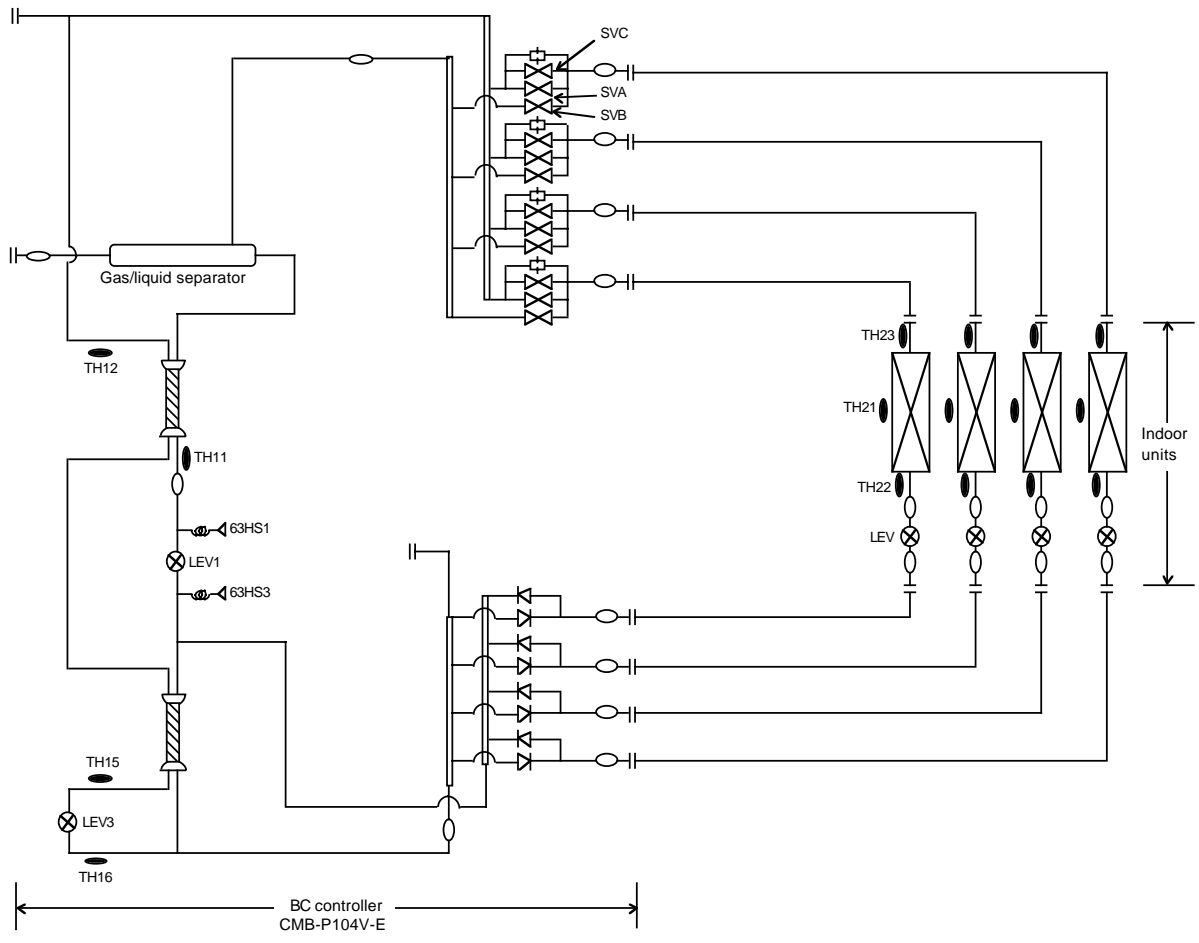 SVC
SVA
SVB
Gas/liquid separator
TH12
TH23
TH21
TH11
TH22
Indoor
units
63HS1
LEV
LEV1
63HS3
TH15
LEV3
TH16
BC controller
CMB-P104V-E